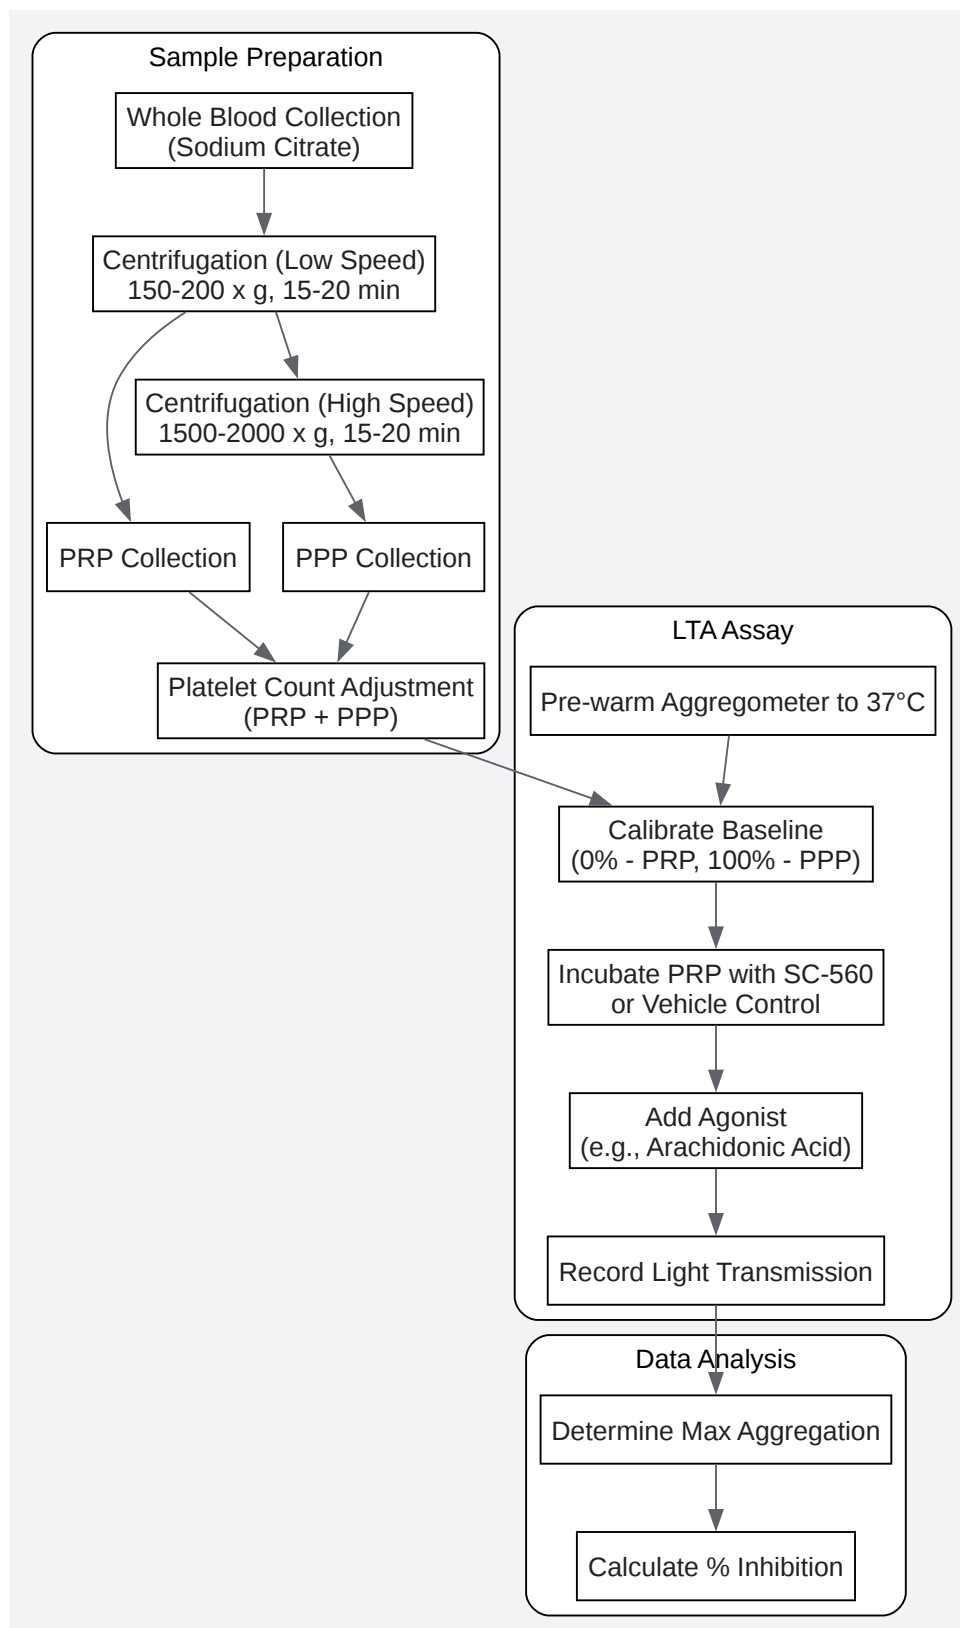 Sample Preparation
Whole Blood Collection
(Sodium Citrate)
Centrifugation (Low Speed)
150-200 x g, 15-20 min
Centrifugation (High Speed)
1500-2000 x g, 15-20 min
PRP Collection
PPP Collection
Platelet Count Adjustment
(PRP + PPP)
LTA Assay
Pre-warm Aggregometer to 37°C
Calibrate Baseline
(0% - PRP, 100% - PPP)
Incubate PRP with SC-560
or Vehicle Control
Add Agonist
(e.g., Arachidonic Acid)
Record Light Transmission
Data Analysis
Determine Max Aggregation
Calculate % Inhibition